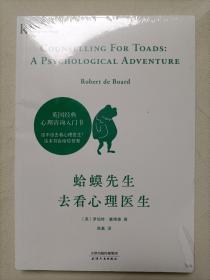 COUNSELLING FOR TOADS:
A PSYCHOLOGICAL ADVENTURE
Robert de Board
英国经典
心理咨询入门书
蛤蟆先生
去看心理医生
〔英〕罗伯特·戴博德 著
陈赢 译